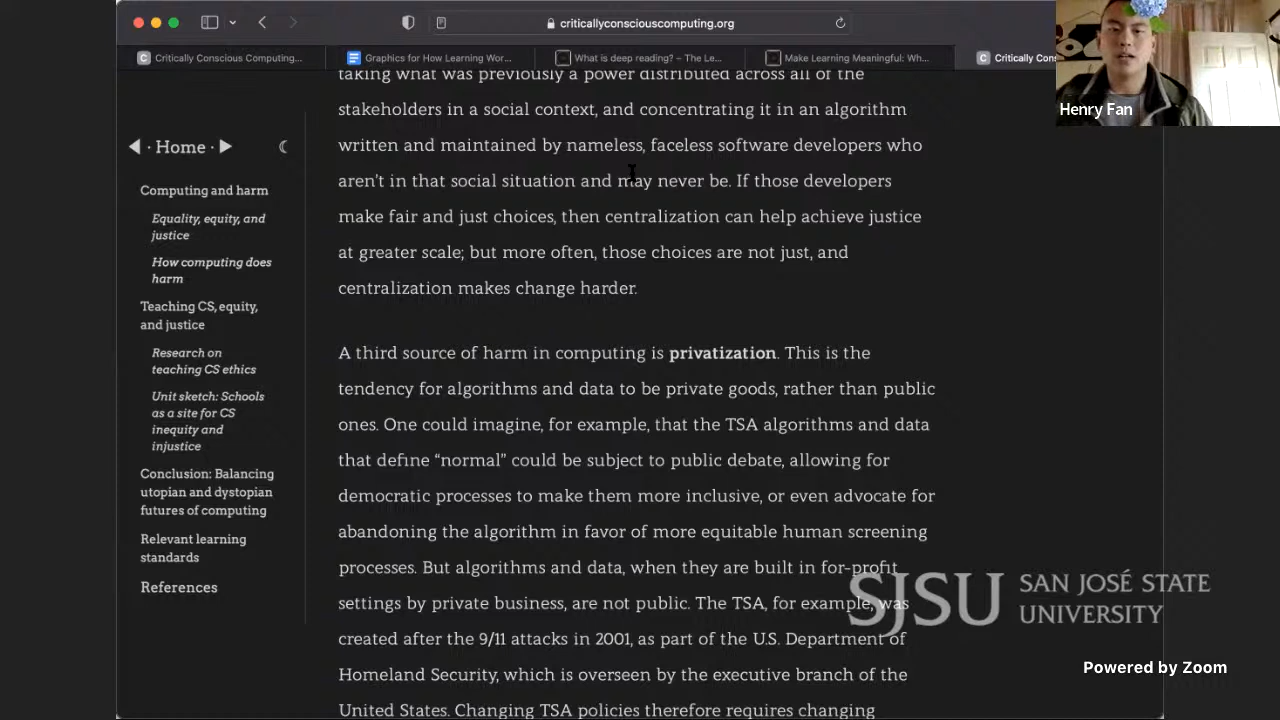 criticallyconsciouscomputing.org
Critically Conscious Computing...
Graphics for How Learning Wor...
What is deep reading? – The Le...
Make Learning Meaningful: Wh...
Critically Con
Henry Fan
◀ · Home · ▶
Computing and harm
Equality, equity, and
justice
How computing does
harm
Teaching CS, equity,
and justice
Research on
teaching CS ethics
Unit sketch: Schools
as a site for CS
inequity and
injustice
Conclusion: Balancing
utopian and dystopian
futures of computing
Relevant learning
standards
References
taking what was previously a power distributed across all of the
stakeholders in a social context, and concentrating it in an algorithm
written and maintained by nameless, faceless software developers who
aren't in that social situation and may never be. If those developers
make fair and just choices, then centralization can help achieve justice
at greater scale; but more often, those choices are not just, and
centralization makes change harder.
A third source of harm in computing is privatization. This is the
tendency for algorithms and data to be private goods, rather than public
ones. One could imagine, for example, that the TSA algorithms and data
that define “normal” could be subject to public debate, allowing for
democratic processes to make them more inclusive, or even advocate for
abandoning the algorithm in favor of more equitable human screening
processes. But algorithms and data, when they are built in for-profit
settings by private business, are not public. The TSA, for example, was
created after the 9/11 attacks in 2001, as part of the U.S. Department of
Homeland Security, which is overseen by the executive branch of the
United States. Changing TSA policies therefore requires changing
SJSU SAN JOSÉ STATE
UNIVERSITY
Powered by Zoom